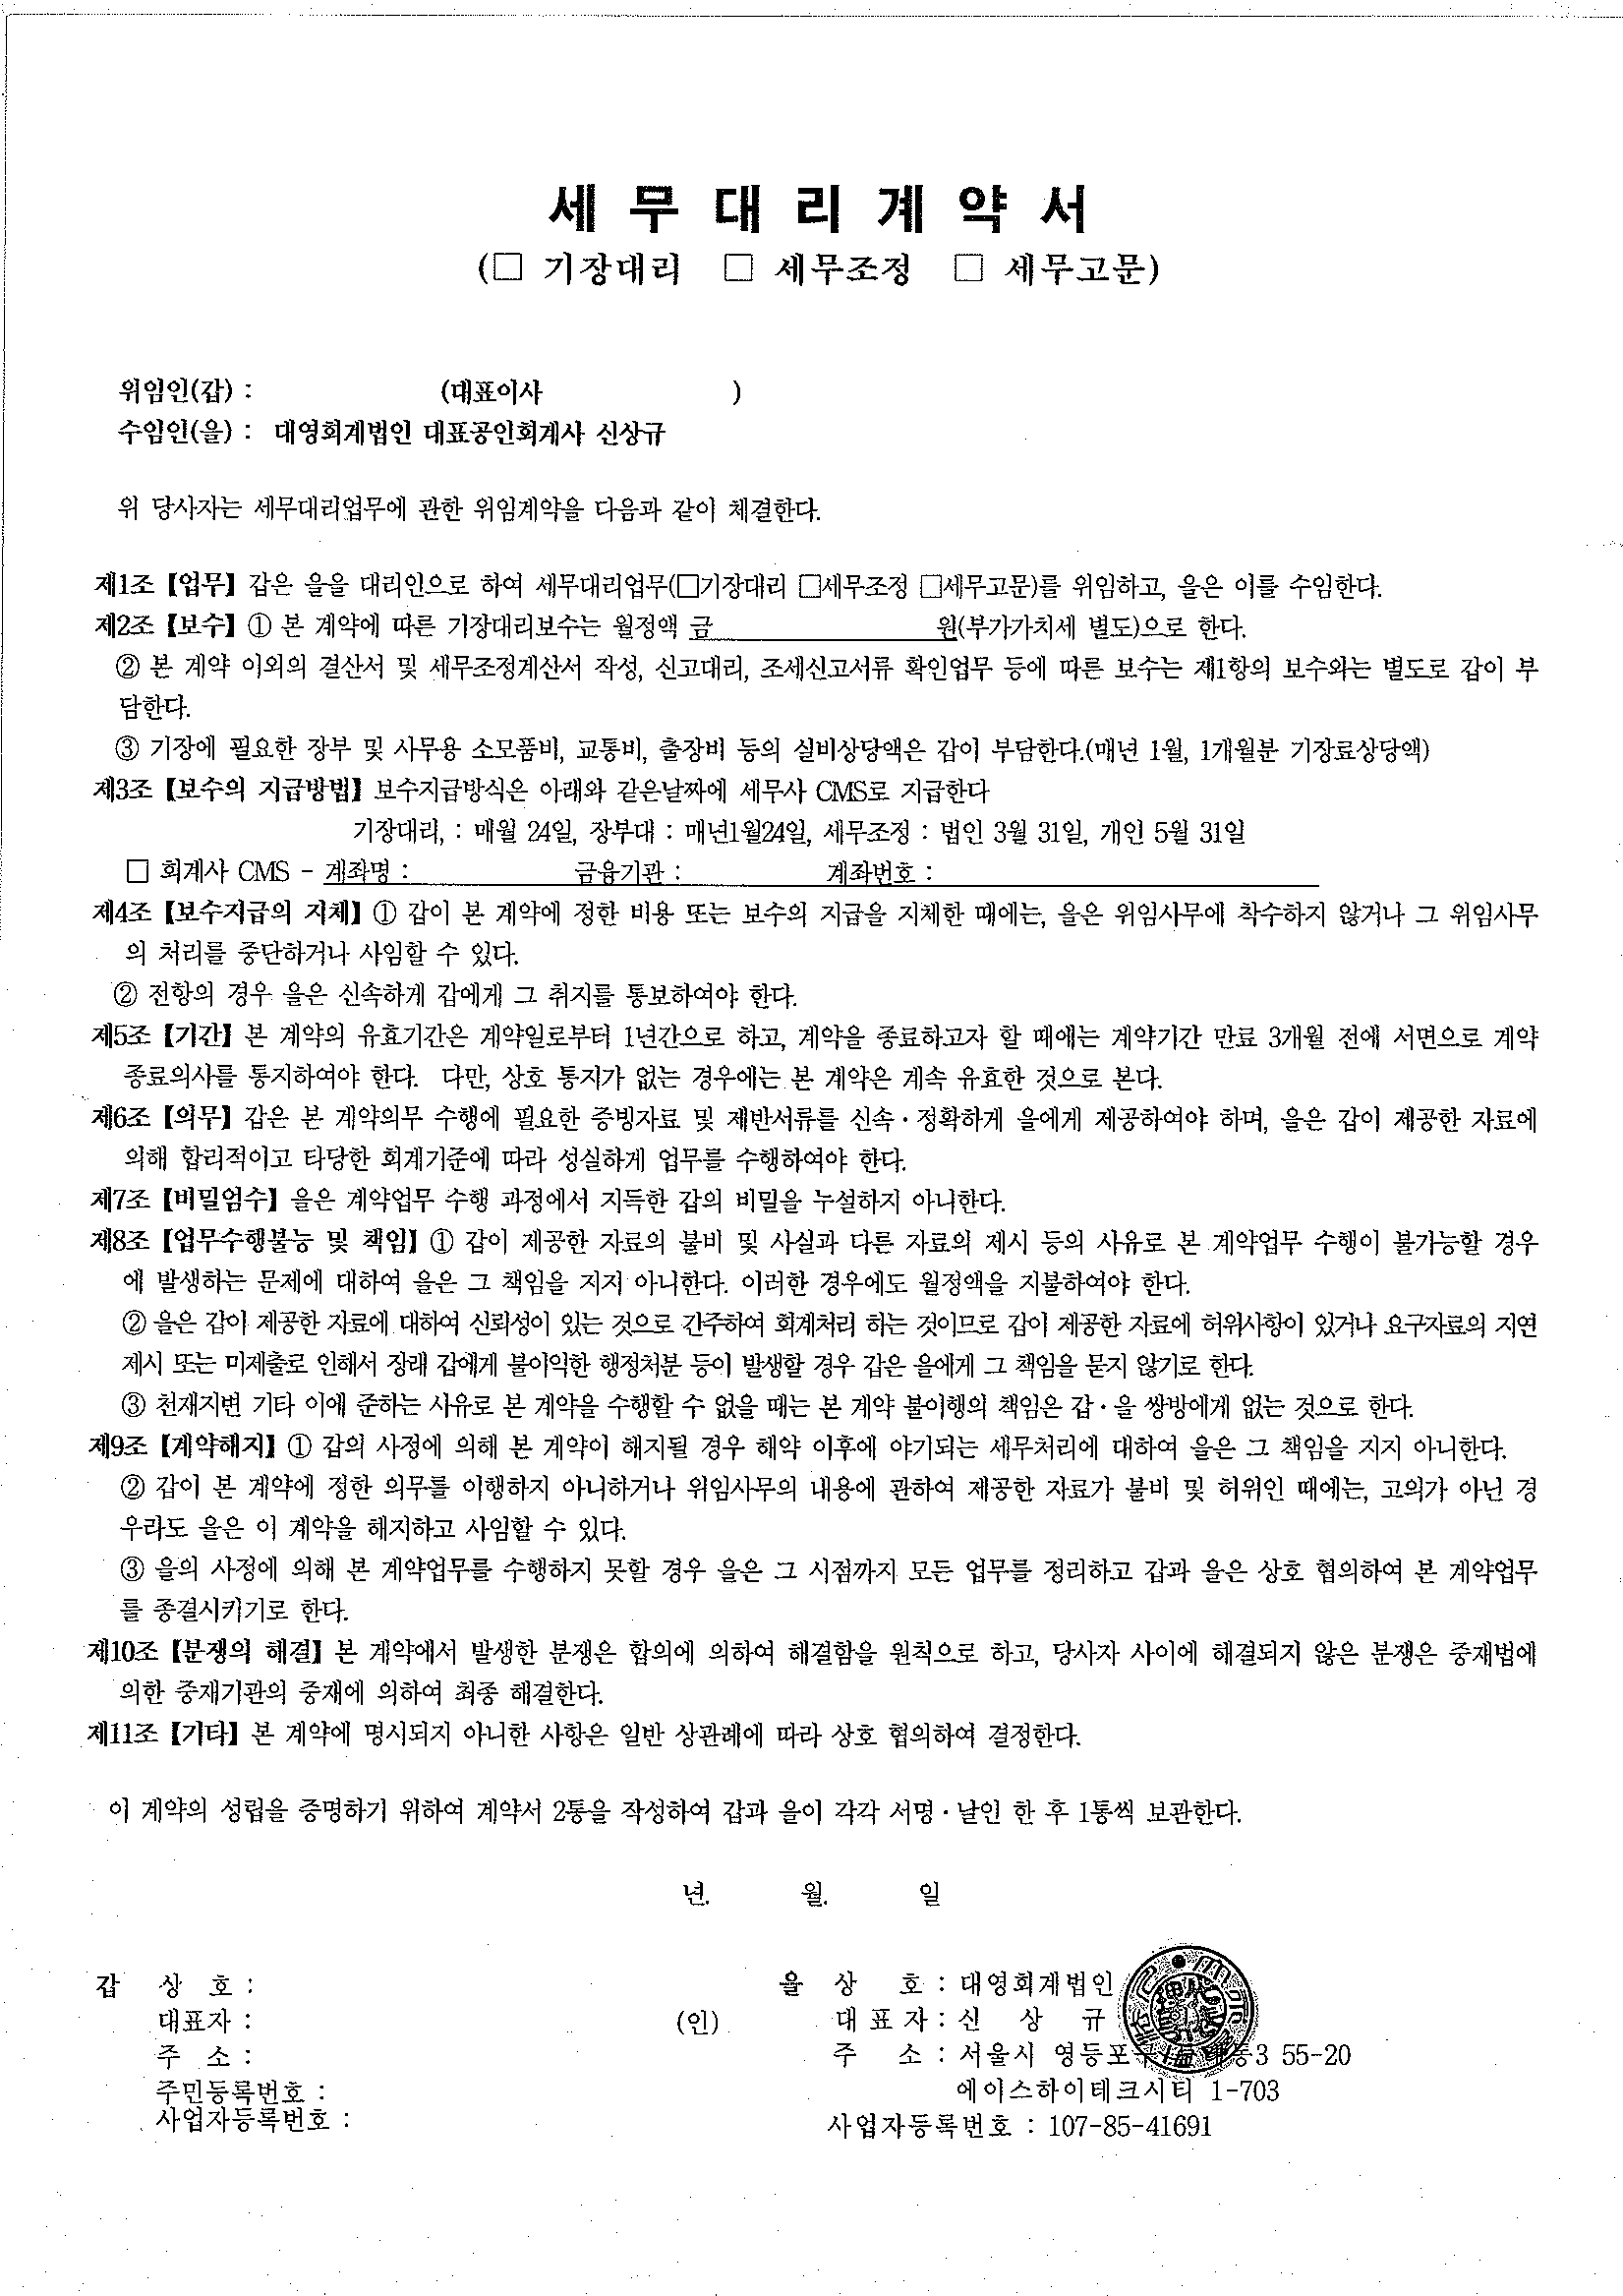 세 무 대 리 계 약 서
(□ 기장대리 □ 세무조정 □ 세무고문)
위임인(갑) : (대표이사 )
수임인(을) : 대영회계법인 대표공인회계사 신상규
위 당사자는 세무대리업무에 관한 위임계약을 다음과 같이 체결한다.
제1조【업무】갑은 을을 대리인으로 하여 세무대리업무(□기장대리 □세무조정 □세무고문)를 위임하고, 을은 이를 수임한다.
제2조【보수】① 본 계약에 따른 기장대리보수는 월정액 금 원(부가가치세 별도)으로 한다.
② 본 계약 이외의 결산서 및 세무조정계산서 작성, 신고대리, 조세신고서류 확인업무 등에 따른 보수는 제1항의 보수와는 별도로 갑이 부
담한다.
③ 기장에 필요한 장부 및 사무용 소모품비, 교통비, 출장비 등의 실비상당액은 갑이 부담한다.(매년 1월, 1개월분 기장료상당액)
제3조【보수의 지급방법】보수지급방식은 아래와 같은날짜에 세무사 CMS로 지급한다
기장대리, : 매월 24일, 장부대 : 매년1월24일, 세무조정 : 법인 3월 31일, 개인 5월 31일
□ 회계사 CMS - 계좌명 : 금융기관 : 계좌번호 :
제4조【보수지급의 지체】① 갑이 본 계약에 정한 비용 또는 보수의 지급을 지체한 때에는, 을은 위임사무에 착수하지 않거나 그 위임사무
의 처리를 중단하거나 사임할 수 있다.
② 전항의 경우 을은 신속하게 갑에게 그 취지를 통보하여야 한다.
제5조【기간】본 계약의 유효기간은 계약일로부터 1년간으로 하고, 계약을 종료하고자 할 때에는 계약기간 만료 3개월 전에 서면으로 계약
종료의사를 통지하여야 한다. 다만, 상호 통지가 없는 경우에는 본 계약은 계속 유효한 것으로 본다.
제6조【의무】갑은 본 계약의무 수행에 필요한 증빙자료 및 제반서류를 신속·정확하게 을에게 제공하여야 하며, 을은 갑이 제공한 자료에
의해 합리적이고 타당한 회계기준에 따라 성실하게 업무를 수행하여야 한다.
제7조【비밀엄수】을은 계약업무 수행 과정에서 지득한 갑의 비밀을 누설하지 아니한다.
제8조【업무수행불능 및 책임】① 갑이 제공한 자료의 불비 및 사실과 다른 자료의 제시 등의 사유로 본 계약업무 수행이 불가능할 경우
에 발생하는 문제에 대하여 을은 그 책임을 지지 아니한다. 이러한 경우에도 월정액을 지불하여야 한다.
② 을은 갑이 제공한 자료에 대하여 신뢰성이 있는 것으로 간주하여 회계처리 하는 것이므로 갑이 제공한 자료에 허위사항이 있거나 요구자료의 지연
제시 또는 미제출로 인해서 장래 갑에게 불이익한 행정처분 등이 발생할 경우 갑은 을에게 그 책임을 묻지 않기로 한다.
③ 천재지변 기타 이에 준하는 사유로 본 계약을 수행할 수 없을 때는 본 계약 불이행의 책임은 갑·을 쌍방에게 없는 것으로 한다.
제9조【계약해지】① 갑의 사정에 의해 본 계약이 해지될 경우 해약 이후에 야기되는 세무처리에 대하여 을은 그 책임을 지지 아니한다.
② 갑이 본 계약에 정한 의무를 이행하지 아니하거나 위임사무의 내용에 관하여 제공한 자료가 불비 및 허위인 때에는, 고의가 아닌 경
우라도 을은 이 계약을 해지하고 사임할 수 있다.
③ 을의 사정에 의해 본 계약업무를 수행하지 못할 경우 을은 그 시점까지 모든 업무를 정리하고 갑과 을은 상호 협의하여 본 계약업무
를 종결시키기로 한다.
제10조【분쟁의 해결】본 계약에서 발생한 분쟁은 합의에 의하여 해결함을 원칙으로 하고, 당사자 사이에 해결되지 않은 분쟁은 중재법에
의한 중재기관의 중재에 의하여 최종 해결한다.
제11조【기타】본 계약에 명시되지 아니한 사항은 일반 상관례에 따라 상호 협의하여 결정한다.
이 계약의 성립을 증명하기 위하여 계약서 2통을 작성하여 갑과 을이 각각 서명·날인 한 후 1통씩 보관한다.
년. 월. 일
갑 상 호 : 을 상 호 : 대영회계법인
대표자 : (인) 대 표 자 : 신 상 규
주 소 : 주 소 : 서울시 영등포 3 55-20
주민등록번호 : 에이스하이테크시티 1-703
사업자등록번호 : 사업자등록번호 : 107-85-41691